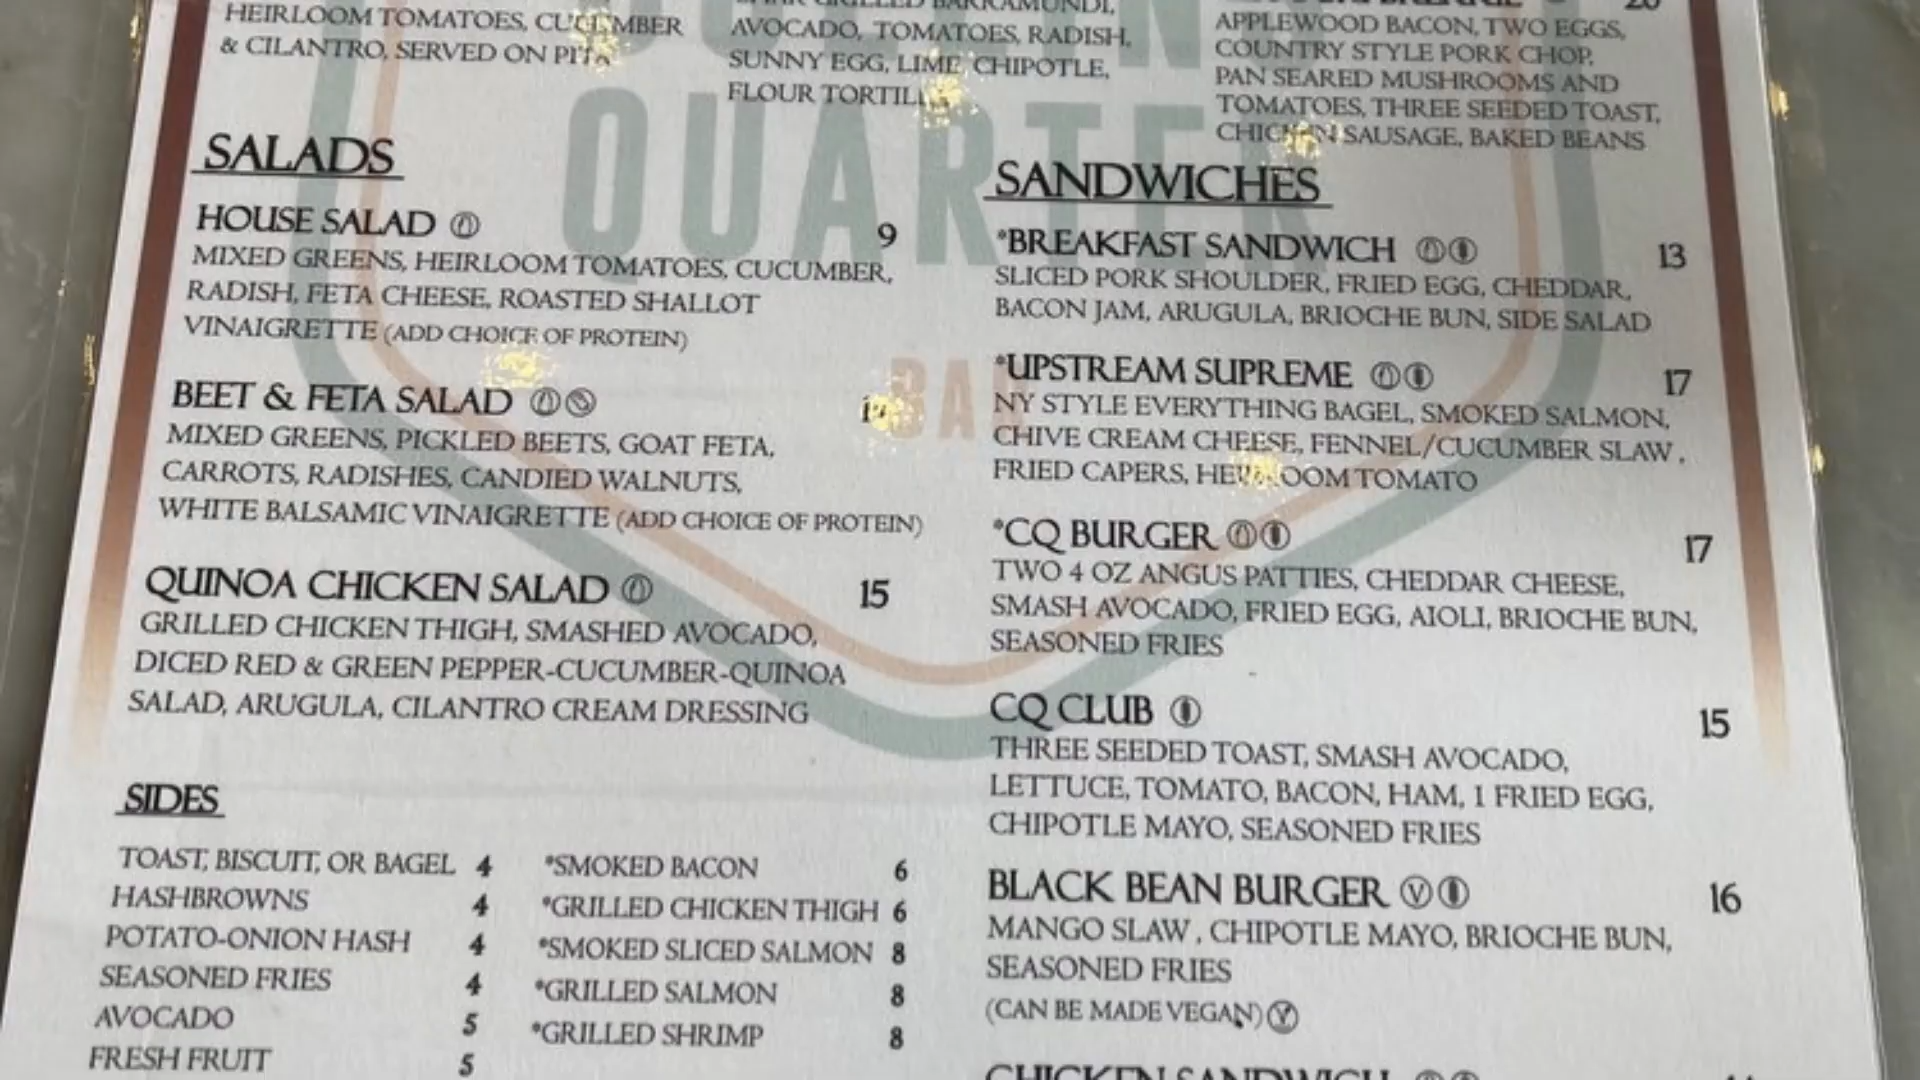 HEIRLOOM TOMATOES, CUCUMBER
& CILANTRO, SERVED ON PITA
AVOCADO, TOMATOES, RADISH,
SUNNY EGG, LIME, CHIPOTLE,
FLOUR TORTILLA
20
APPLEWOOD BACON, TWO EGGS,
COUNTRY STYLE PORK CHOP,
PAN SEARED MUSHROOMS AND
TOMATOES, THREE SEEDED TOAST,
CHICKEN SAUSAGE, BAKED BEANS
QUARTER
BAR
SALADS
HOUSE SALAD 9
MIXED GREENS, HEIRLOOM TOMATOES, CUCUMBER,
RADISH, FETA CHEESE, ROASTED SHALLOT
VINAIGRETTE (ADD CHOICE OF PROTEIN)
BEET & FETA SALAD
MIXED GREENS, PICKLED BEETS, GOAT FETA,
CARROTS, RADISHES, CANDIED WALNUTS,
WHITE BALSAMIC VINAIGRETTE (ADD CHOICE OF PROTEIN)
QUINOA CHICKEN SALAD 15
GRILLED CHICKEN THIGH, SMASHED AVOCADO,
DICED RED & GREEN PEPPER-CUCUMBER-QUINOA
SALAD, ARUGULA, CILANTRO CREAM DRESSING
SIDES
TOAST, BISCUIT, OR BAGEL 4
HASHBROWNS 4
POTATO-ONION HASH 4
SEASONED FRIES 4
AVOCADO 5
FRESH FRUIT 5
*SMOKED BACON 6
*GRILLED CHICKEN THIGH 6
*SMOKED SLICED SALMON 8
*GRILLED SALMON 8
*GRILLED SHRIMP 8
SANDWICHES
*BREAKFAST SANDWICH 13
SLICED PORK SHOULDER, FRIED EGG, CHEDDAR,
BACON JAM, ARUGULA, BRIOCHE BUN, SIDE SALAD
*UPSTREAM SUPREME 17
NY STYLE EVERYTHING BAGEL, SMOKED SALMON,
CHIVE CREAM CHEESE, FENNEL/CUCUMBER SLAW,
FRIED CAPERS, HEIRLOOM TOMATO
*CQ BURGER 17
TWO 4 OZ ANGUS PATTIES, CHEDDAR CHEESE,
SMASH AVOCADO, FRIED EGG, AIOLI, BRIOCHE BUN,
SEASONED FRIES
CQ CLUB 15
THREE SEEDED TOAST, SMASH AVOCADO,
LETTUCE, TOMATO, BACON, HAM, 1 FRIED EGG,
CHIPOTLE MAYO, SEASONED FRIES
BLACK BEAN BURGER V 16
MANGO SLAW, CHIPOTLE MAYO, BRIOCHE BUN,
SEASONED FRIES
(CAN BE MADE VEGAN) V
CHICKEN SANDWICH